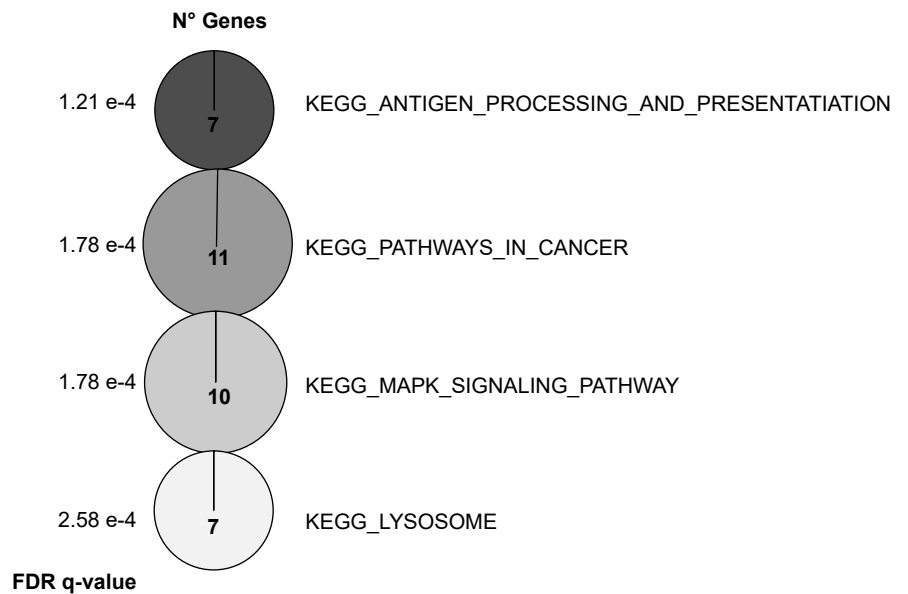 N° Genes
1.21 e-4 7 KEGG_ANTIGEN_PROCESSING_AND_PRESENTATIATION
1.78 e-4 11 KEGG_PATHWAYS_IN_CANCER
1.78 e-4 10 KEGG_MAPK_SIGNALING_PATHWAY
2.58 e-4 7 KEGG_LYSOSOME
FDR q-value